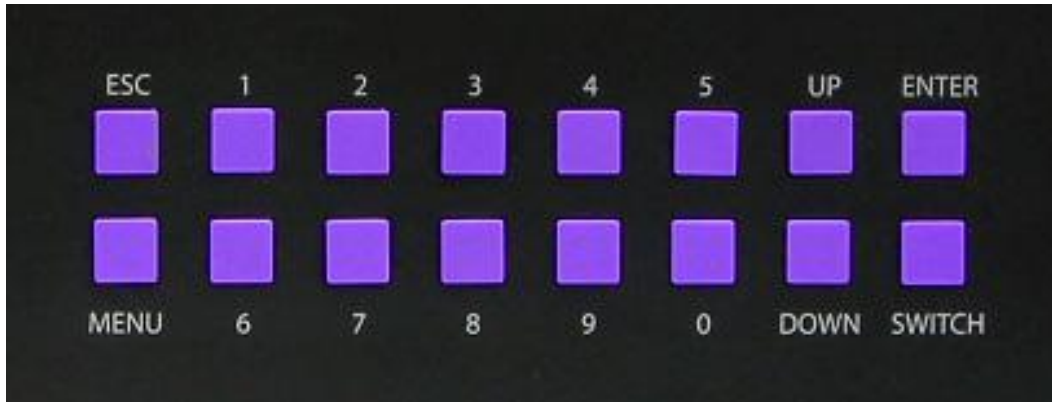 ESC 1 2 3 4 5 UP ENTER
MENU 6 7 8 9 0 DOWN SWITCH